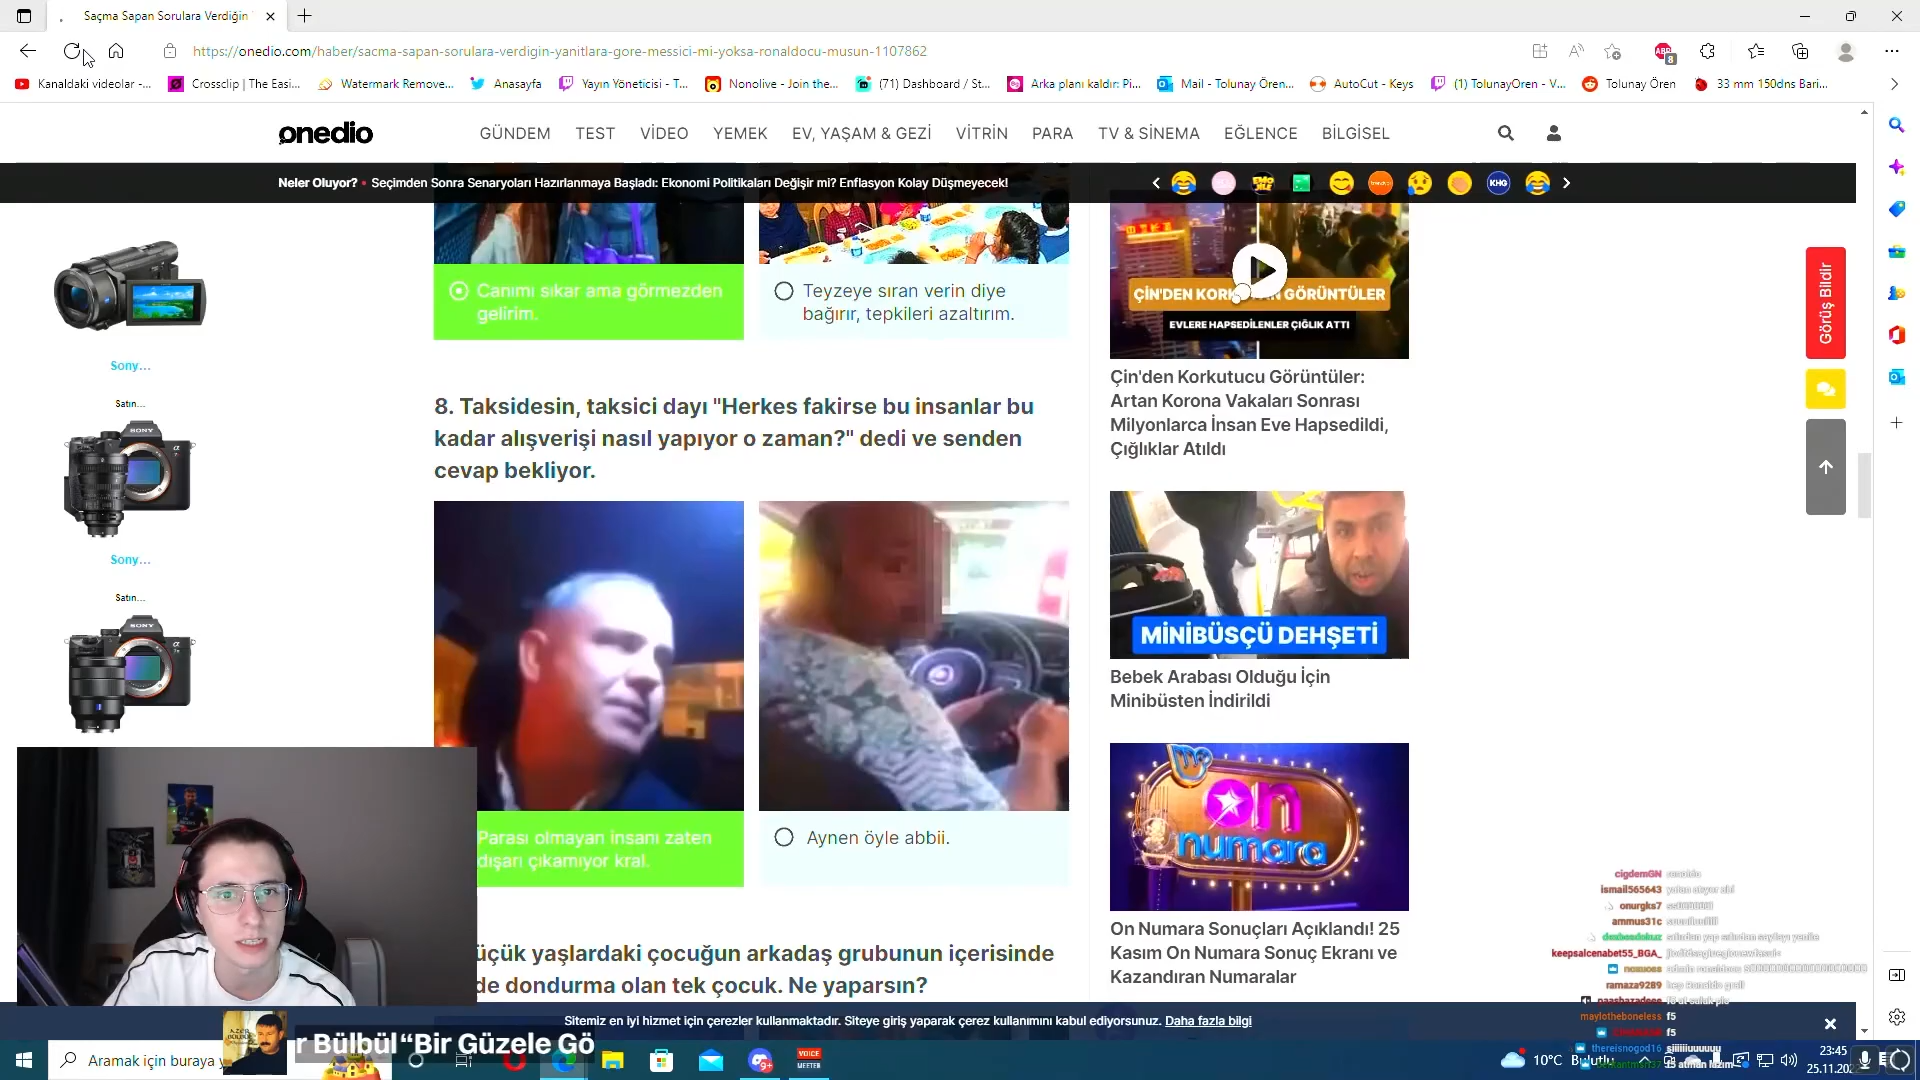 Saçma Sapan Sorulara Verdiğin
https://onedio.com/haber/sacma-sapan-sorulara-verdigin-yanitlara-gore-messici-mi-yoksa-ronaldocu-musun-1107862
8
Kanaldaki videolar -...
Crossclip | The Easi...
Watermark Remove...
Anasayfa
Yayın Yöneticisi - T...
Nonolive - Join the...
(71) Dashboard / St...
Arka planı kaldır: Pi...
Mail - Tolunay Ören...
AutoCut - Keys
(1) TolunayOren - V...
Tolunay Ören
33 mm 150dns Bari...
onedio
GÜNDEM
TEST
VİDEO
YEMEK
EV, YAŞAM & GEZİ
VİTRİN
PARA
TV & SİNEMA
EĞLENCE
BİLGİSEL
Neler Oluyor? • Seçimden Sonra Senaryoları Hazırlanmaya Başladı: Ekonomi Politikaları Değişir mi? Enflasyon Kolay Düşmeyecek!
KHG
Canımı sıkar ama görmezden
gelirim.
Teyzeye sıran verin diye
bağırır, tepkileri azaltırım.
8. Taksidesin, taksici dayı "Herkes fakirse bu insanlar bu
kadar alışverişi nasıl yapıyor o zaman?" dedi ve senden
cevap bekliyor.
Parası olmayan insanı zaten
dışarı çıkamıyor kral.
Aynen öyle abbii.
üçük yaşlardaki çocuğun arkadaş grubunun içerisinde
de dondurma olan tek çocuk. Ne yaparsın?
Sony...
Satın...
SONY
Sony...
Satın...
SONY
GÖRÜNTÜLER
EVLERE HAPSEDİLENLER ÇIĞLIK ATTI
Çin'den Korkutucu Görüntüler:
Artan Korona Vakaları Sonrası
Milyonlarca İnsan Eve Hapsedildi,
Çığlıklar Atıldı
MİNİBÜSÇÜ DEHŞETİ
Bebek Arabası Olduğu İçin
Minibüsten İndirildi
on
numara
On Numara Sonuçları Açıklandı! 25
Kasım On Numara Sonuç Ekranı ve
Kazandıran Numaralar
Görüş Bildir
cigdemGN
ismail565643
onurgks7
ammus31c
keepsalcenabet55_BGA_
ramaza9289
maylotheboneless f5
f5
thereisnogod16 siiiiiiuuuuuu
Sitemiz en iyi hizmet için çerezler kullanmaktadır. Siteye giriş yaparak çerez kullanımını kabul ediyorsunuz. Daha fazla bilgi
r Bülbül “Bir Güzele Gö
Aramak için buraya y
VOICE
MEETER
10°C Bulutlu
23:45